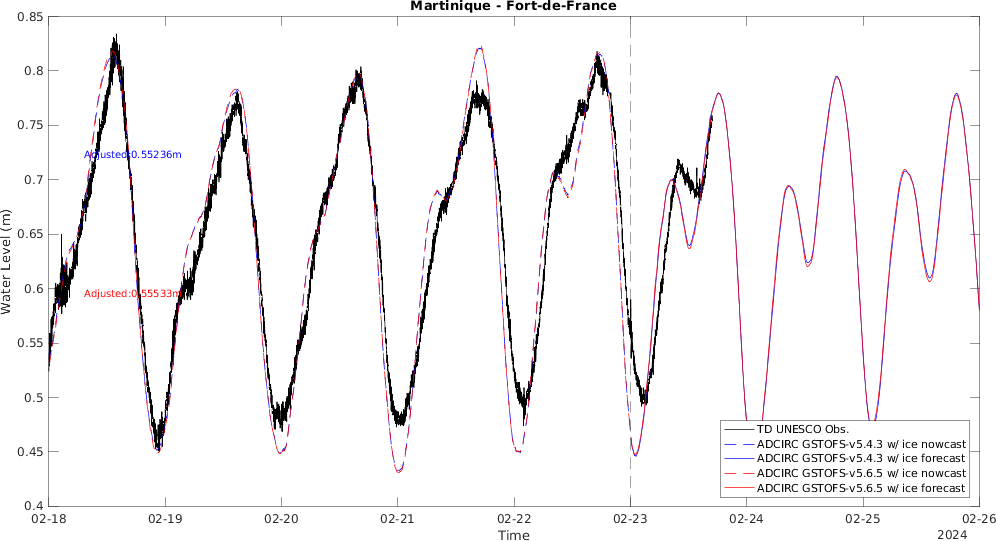 Martinique - Fort-de-France
0.85
0.8
0.75
0.7
0.65
0.6
0.55
0.5
0.45
0.4
Water Level (m)
Adjusted:0.55236m
Adjusted:0.55533m
TD UNESCO Obs.
ADCIRC GSTOFS-v5.4.3 w/ ice nowcast
ADCIRC GSTOFS-v5.4.3 w/ ice forecast
ADCIRC GSTOFS-v5.6.5 w/ ice nowcast
ADCIRC GSTOFS-v5.6.5 w/ ice forecast
02-18 02-19 02-20 02-21 02-22 02-23 02-24 02-25 02-26
Time
2024